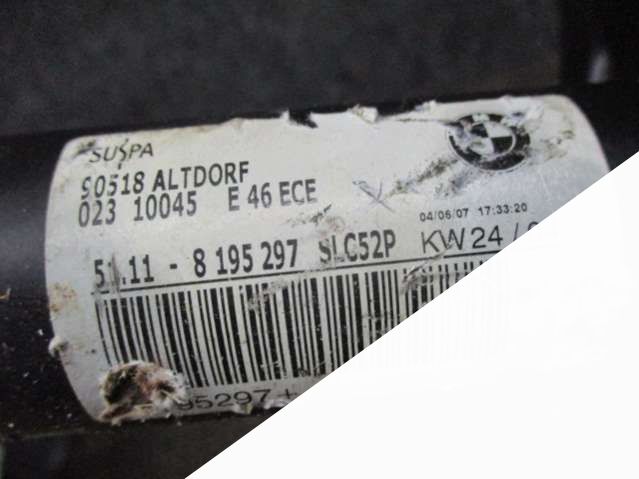 SUSPA
90518 ALTDORF
023 10045 E 46 ECE
04/06/07 17:33:20
51.11 - 8 195 297 SLC52P KW24/
95297+